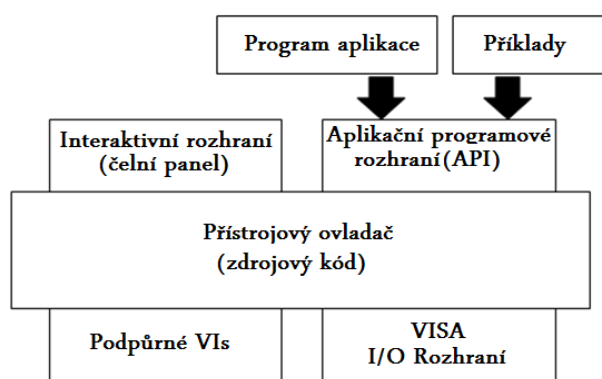 Program aplikace
Příklady
Interaktivní rozhraní
(čelní panel)
Aplikační programové
rozhraní(API)
Přístrojový ovladač
(zdrojový kód)
Podpůrné VIs
VISA
I/O Rozhraní